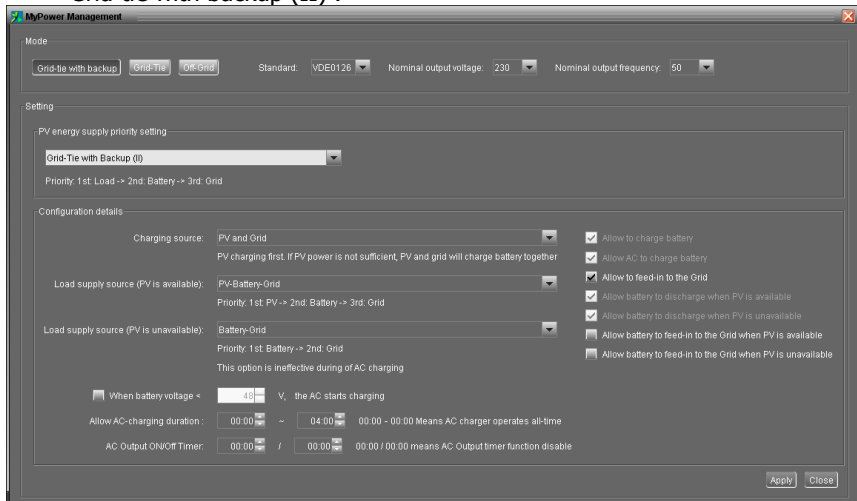 Grid-tie with backup (II) :
MyPower Management
Mode
Grid-tie with backup Grid-Tie Off-Grid Standard: VDE0126 Nominal output voltage: 230 Nominal output frequency: 50
Setting
PV energy supply priority setting
Grid-Tie with Backup (II)
Priority: 1st: Load -> 2nd: Battery -> 3rd: Grid
Configuration details
Charging source: PV and Grid
PV charging first. If PV power is not sufficient, PV and grid will charge battery together
Load supply source (PV is available): PV-Battery-Grid
Priority: 1st: PV -> 2nd: Battery -> 3rd: Grid
Load supply source (PV is unavailable): Battery-Grid
Priority: 1st: Battery -> 2nd: Grid
This option is ineffective during of AC charging
Allow to charge battery
Allow AC to charge battery
Allow to feed-in to the Grid
Allow battery to discharge when PV is available
Allow battery to discharge when PV is unavailable
Allow battery to feed-in to the Grid when PV is available
Allow battery to feed-in to the Grid when PV is unavailable
When battery voltage < 48 V, the AC starts charging
Allow AC-charging duration : 00:00 ~ 04:00 00:00 - 00:00 Means AC charger operates all-time
AC Output ON/Off Timer: 00:00 / 00:00 00:00 / 00:00 means AC Output timer function disable
Apply Close